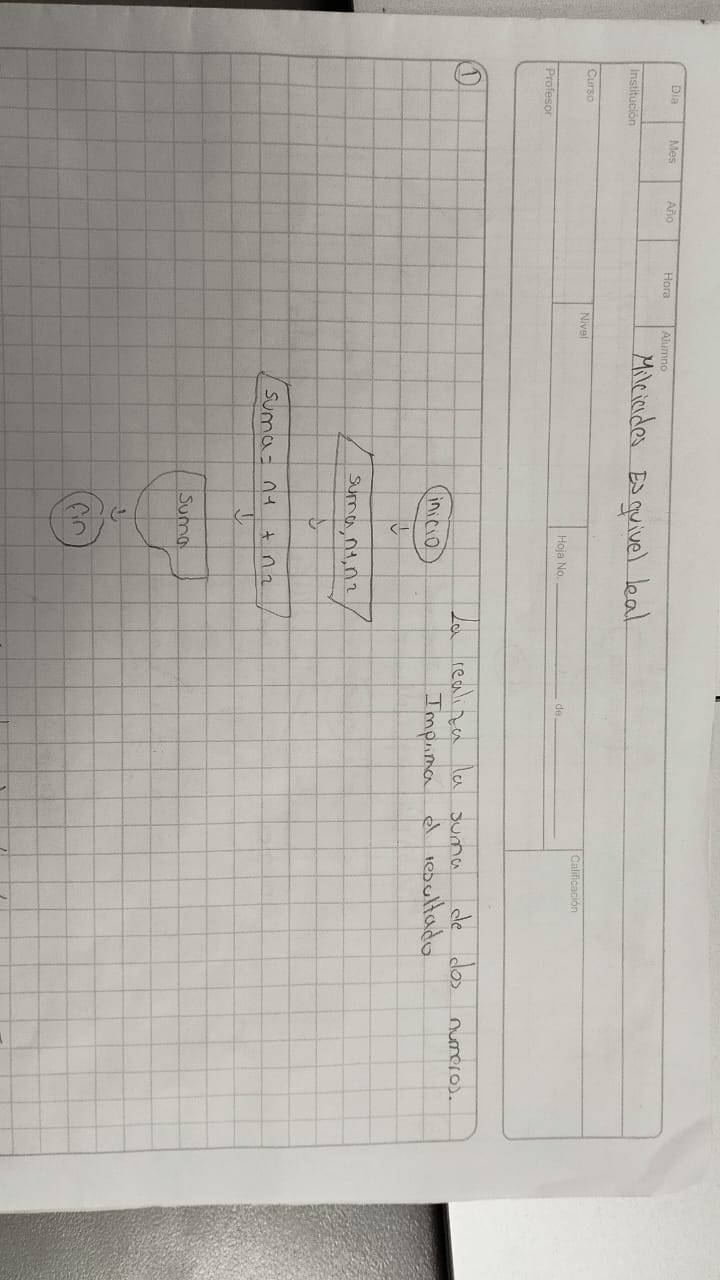 Día Mes Año Hora Alumno
Milciades Esquivel leal
Institución
Curso Nivel Calificación
Profesor Hoja No. de
1 la realiza la suma de dos numeros.
Imprima el resultado
inicio
suma, n1, n2
suma = n1 + n2
suma
fin